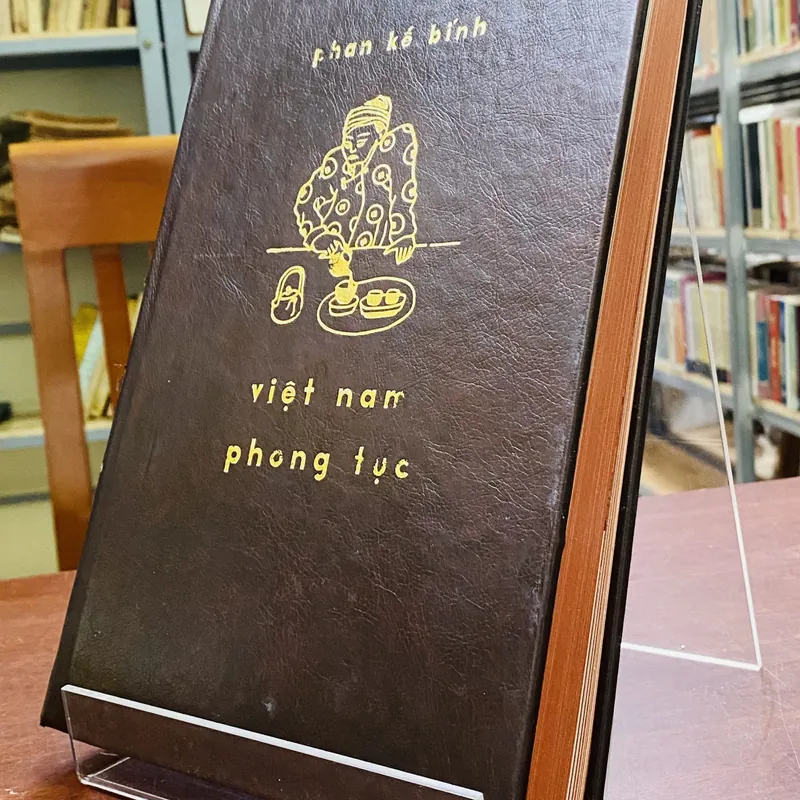 phan kế bính
việt nam
phong tục